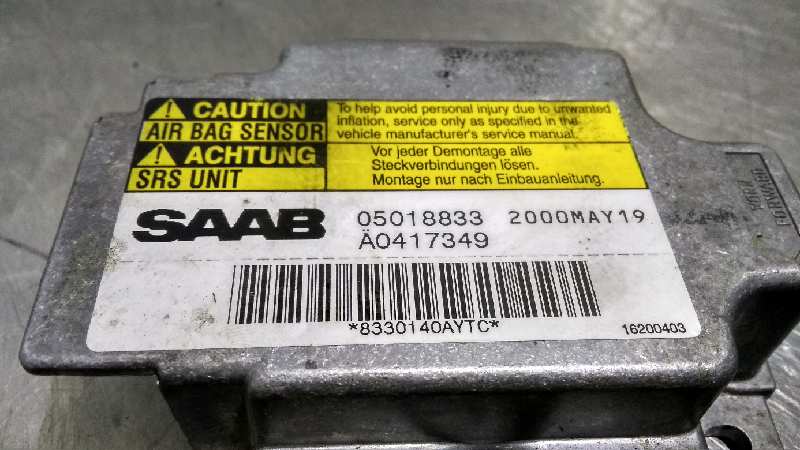 CAUTION
AIR BAG SENSOR
To help avoid personal injury due to unwanted
inflation, service only as specified in the
vehicle manufacturer's service manual.
ACHTUNG
SRS UNIT
Vor jeder Demontage alle
Steckverbindungen lösen.
Montage nur nach Einbauanleitung.
SAAB
05018833 2000MAY19
ÄO417349
*8330140AYTC*
16200403
FORWARD